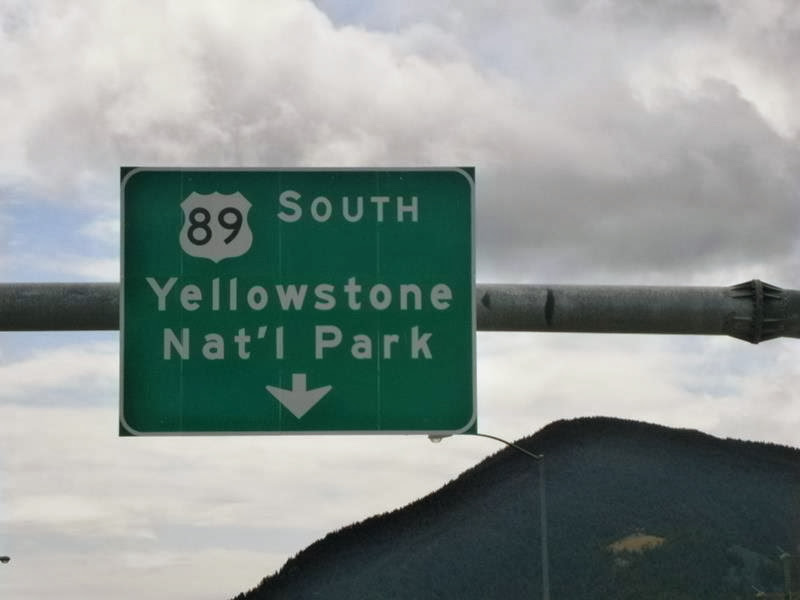 89 SOUTH
Yellowstone
Nat'l Park